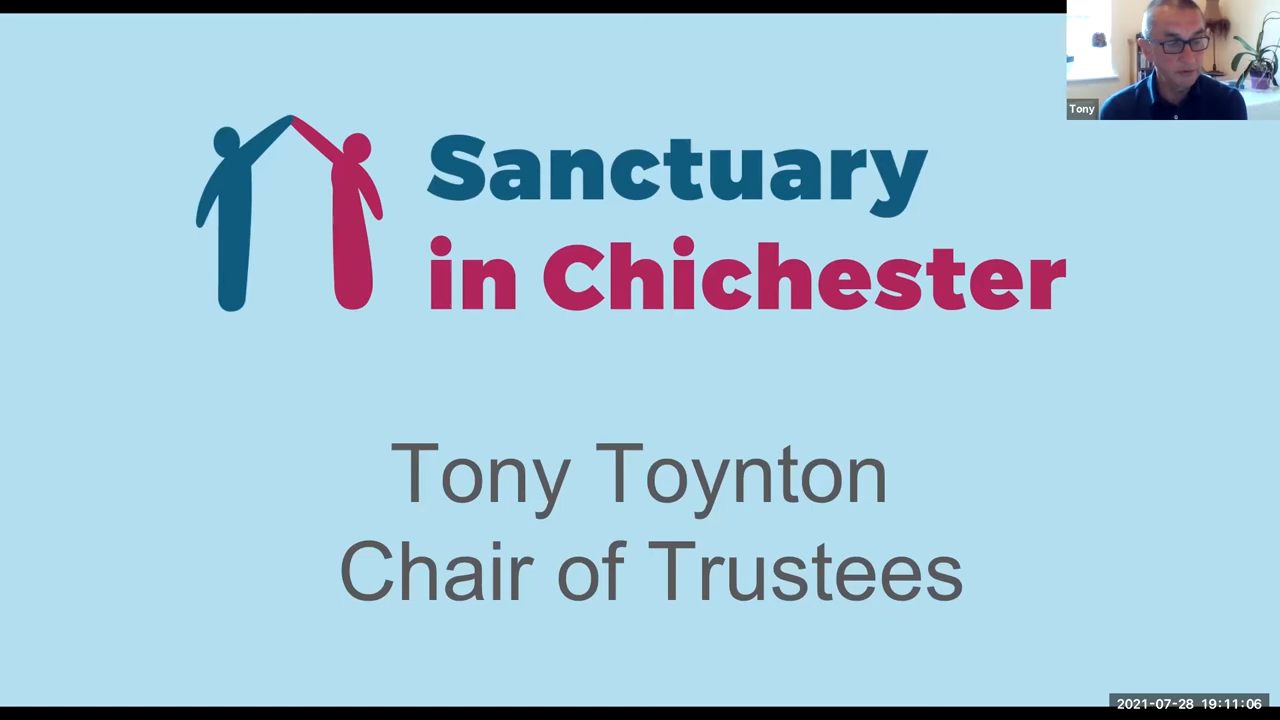 Tony
Sanctuary
in Chichester
Tony Toynton
Chair of Trustees
2021-07-28 19:11:06